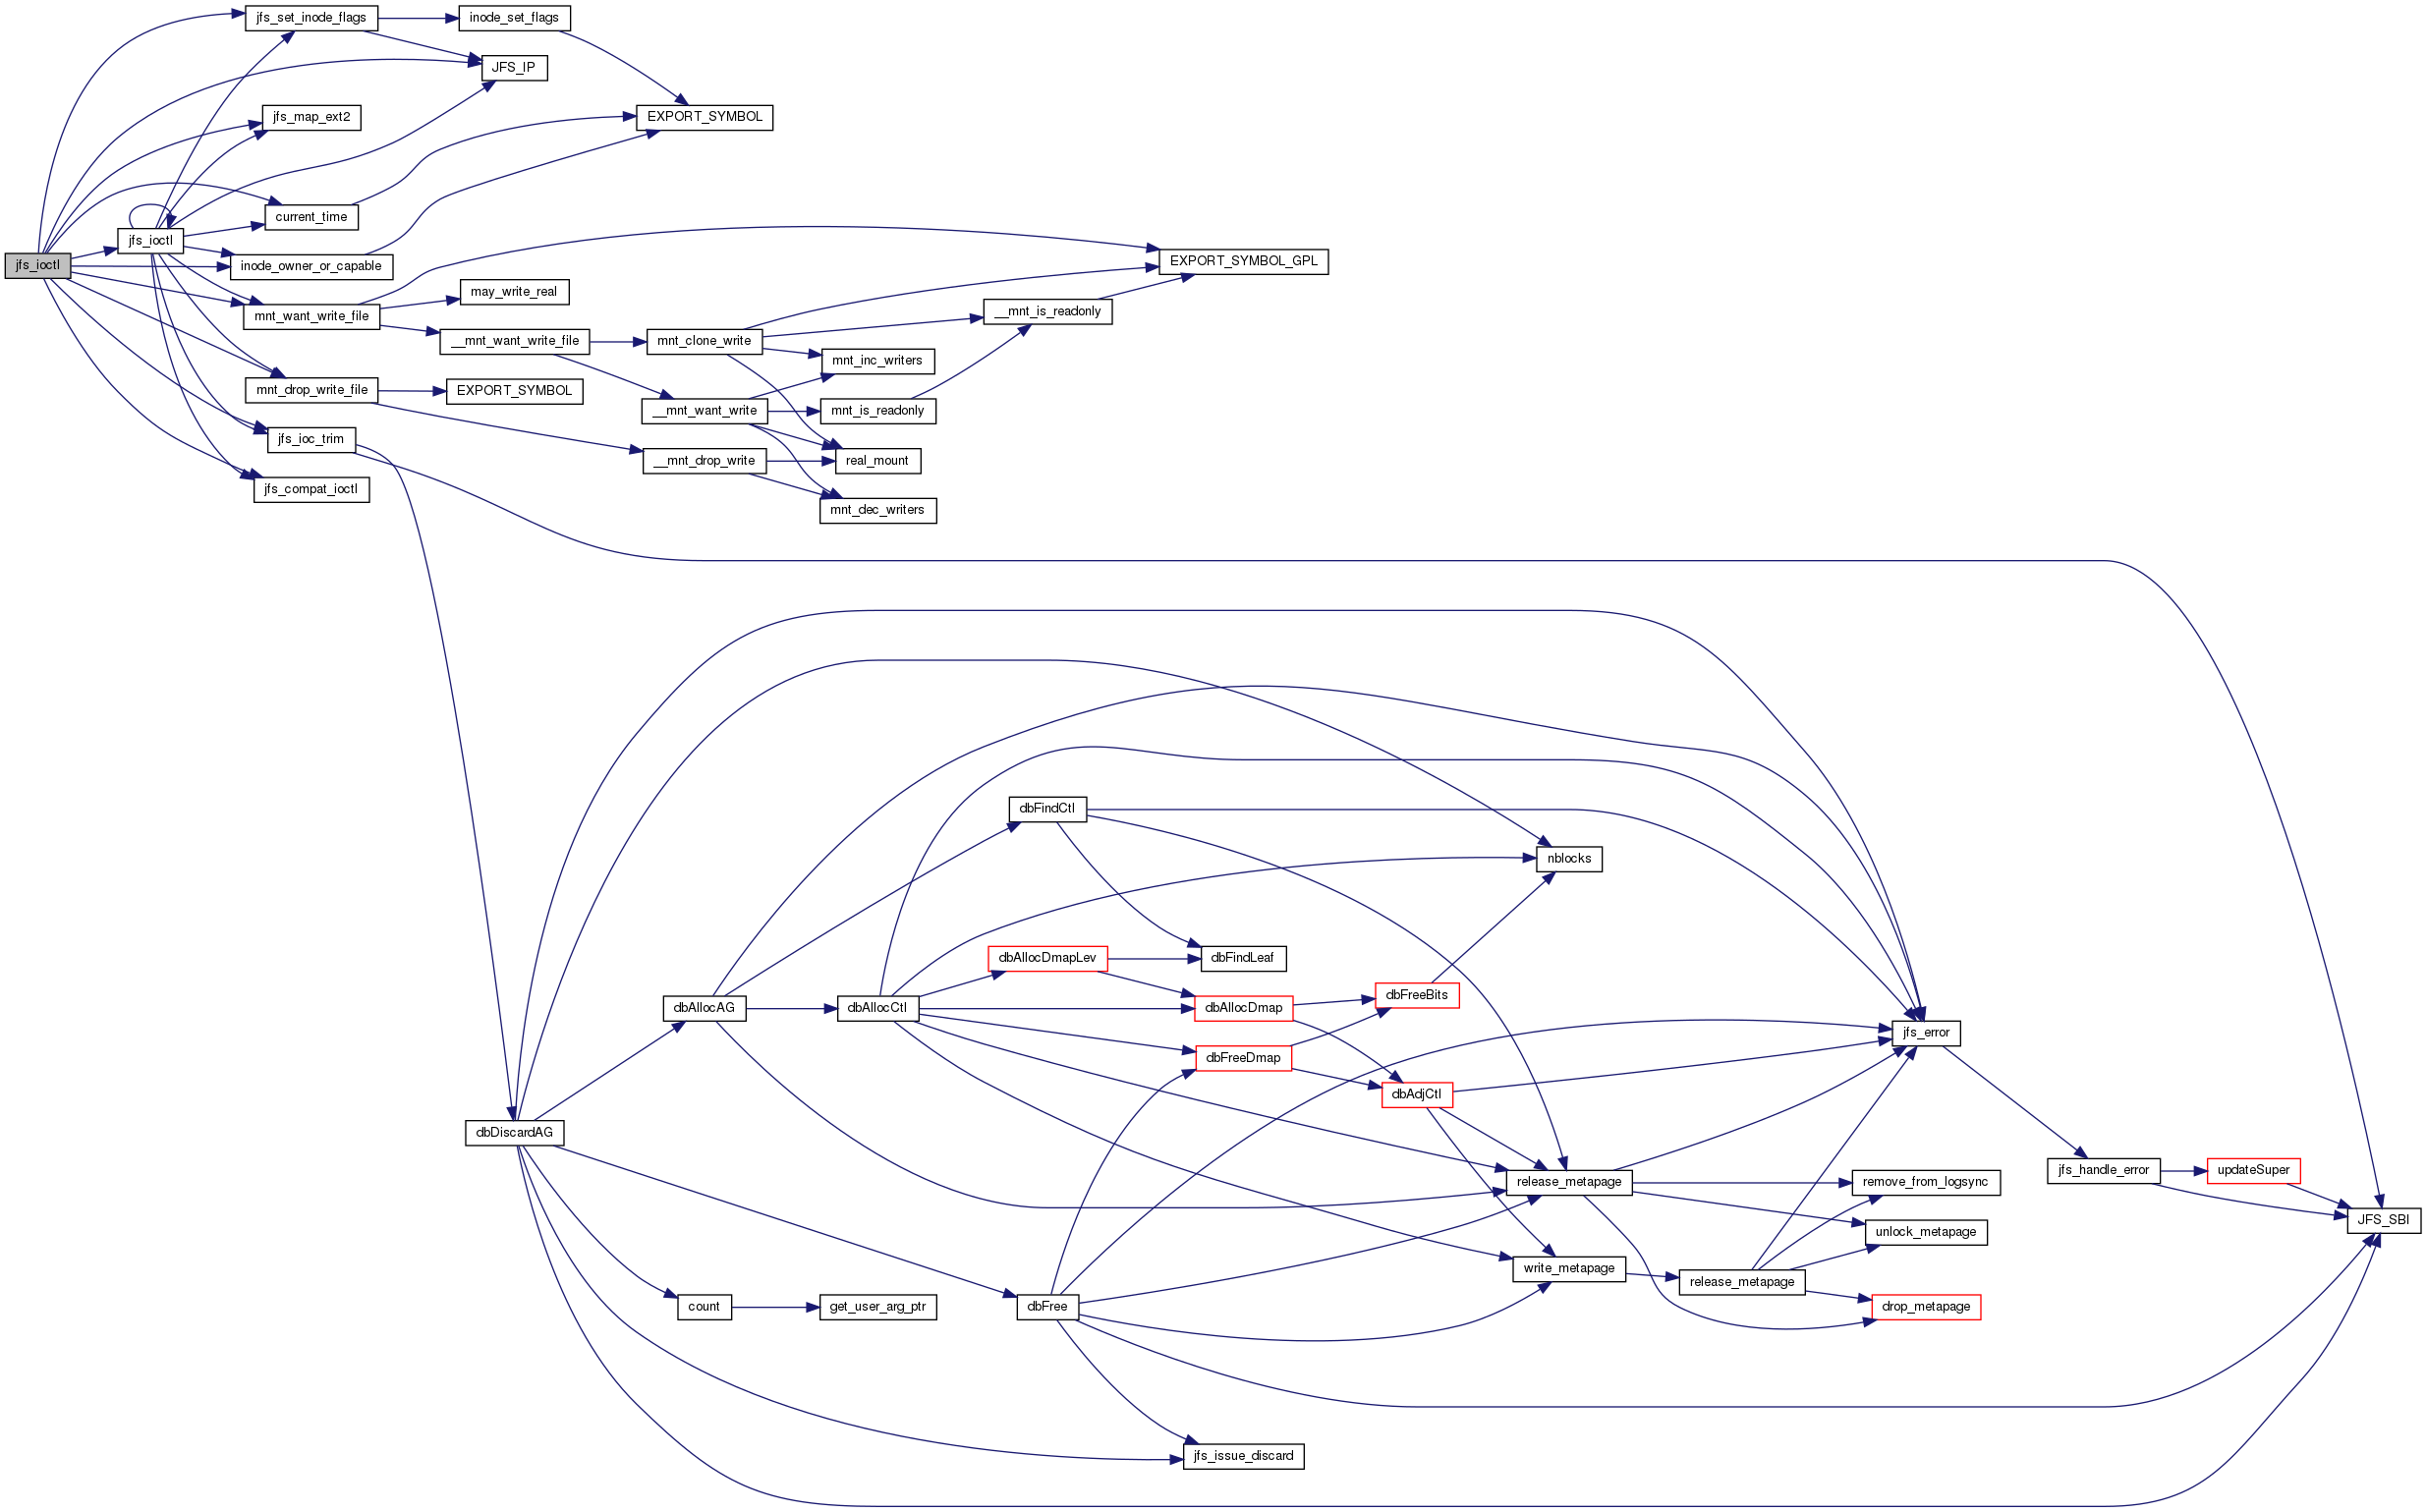 jfs_set_inode_flags
inode_set_flags
JFS_IP
jfs_map_ext2
EXPORT_SYMBOL
current_time
jfs_ioctl
jfs_ioctl
inode_owner_or_capable
EXPORT_SYMBOL_GPL
may_write_real
mnt_want_write_file
__mnt_is_readonly
__mnt_want_write_file
mnt_clone_write
mnt_inc_writers
mnt_drop_write_file
EXPORT_SYMBOL
__mnt_want_write
mnt_is_readonly
jfs_ioc_trim
__mnt_drop_write
real_mount
jfs_compat_ioctl
mnt_dec_writers
dbFindCtl
nblocks
dbAllocDmapLev
dbFindLeaf
dbFreeBits
dbAllocAG
dbAllocCtl
dbAllocDmap
jfs_error
dbFreeDmap
dbAdjCtl
dbDiscardAG
jfs_handle_error
updateSuper
release_metapage
remove_from_logsync
JFS_SBI
unlock_metapage
write_metapage
release_metapage
count
get_user_arg_ptr
dbFree
drop_metapage
jfs_issue_discard